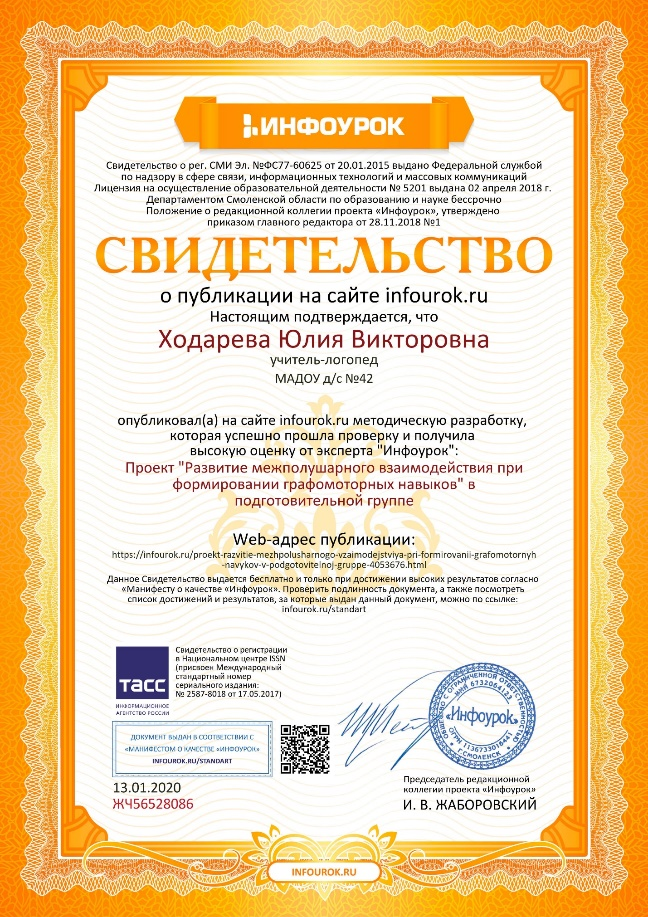 ИНФОУРОК
Свидетельство о рег. СМИ Эл. №ФС77-60625 от 20.01.2015 выдано Федеральной службой
по надзору в сфере связи, информационных технологий и массовых коммуникаций
Лицензия на осуществление образовательной деятельности № 5201 выдана 02 апреля 2018 г.
Департаментом Смоленской области по образованию и науке бессрочно
Положение о редакционной коллегии проекта «Инфоурок», утверждено
приказом главного редактора от 28.11.2018 №1
СВИДЕТЕЛЬСТВО
о публикации на сайте infourok.ru
Настоящим подтверждается, что
Ходарева Юлия Викторовна
учитель-логопед
МАДОУ д/с №42
опубликовал(а) на сайте infourok.ru методическую разработку,
которая успешно прошла проверку и получила
высокую оценку от эксперта "Инфоурок":
Проект "Развитие межполушарного взаимодействия при
формировании графомоторных навыков" в
подготовительной группе
Web-адрес публикации:
https://infourok.ru/proekt-razvitie-mezhpolusharnogo-vzaimodejstviya-pri-formirovanii-grafomotornyh
-navykov-v-podgotovitelnoj-gruppe-4053676.html
Данное Свидетельство выдается бесплатно и только при достижении высоких результатов согласно
«Манифесту о качестве «Инфоурок». Проверить подлинность документа, а также посмотреть
список достижений и результатов, за которые выдан данный документ, можно по ссылке:
infourok.ru/standart
ТАСС
ИНФОРМАЦИОННОЕ
АГЕНТСТВО РОССИИ
Свидетельство о регистрации
в Национальном центре ISSN
(присвоен Международный
стандартный номер
сериального издания:
№ 2587-8018 от 17.05.2017)
ДОКУМЕНТ ВЫДАН В СООТВЕТСТВИИ С
«МАНИФЕСТОМ О КАЧЕСТВЕ «ИНФОУРОК»
INFOUROK.RU/STANDART
13.01.2020
ЖЧ56528086
«Инфоурок»
Председатель редакционной
коллегии проекта «Инфоурок»
И. В. ЖАБОРОВСКИЙ
INFOUROK.RU